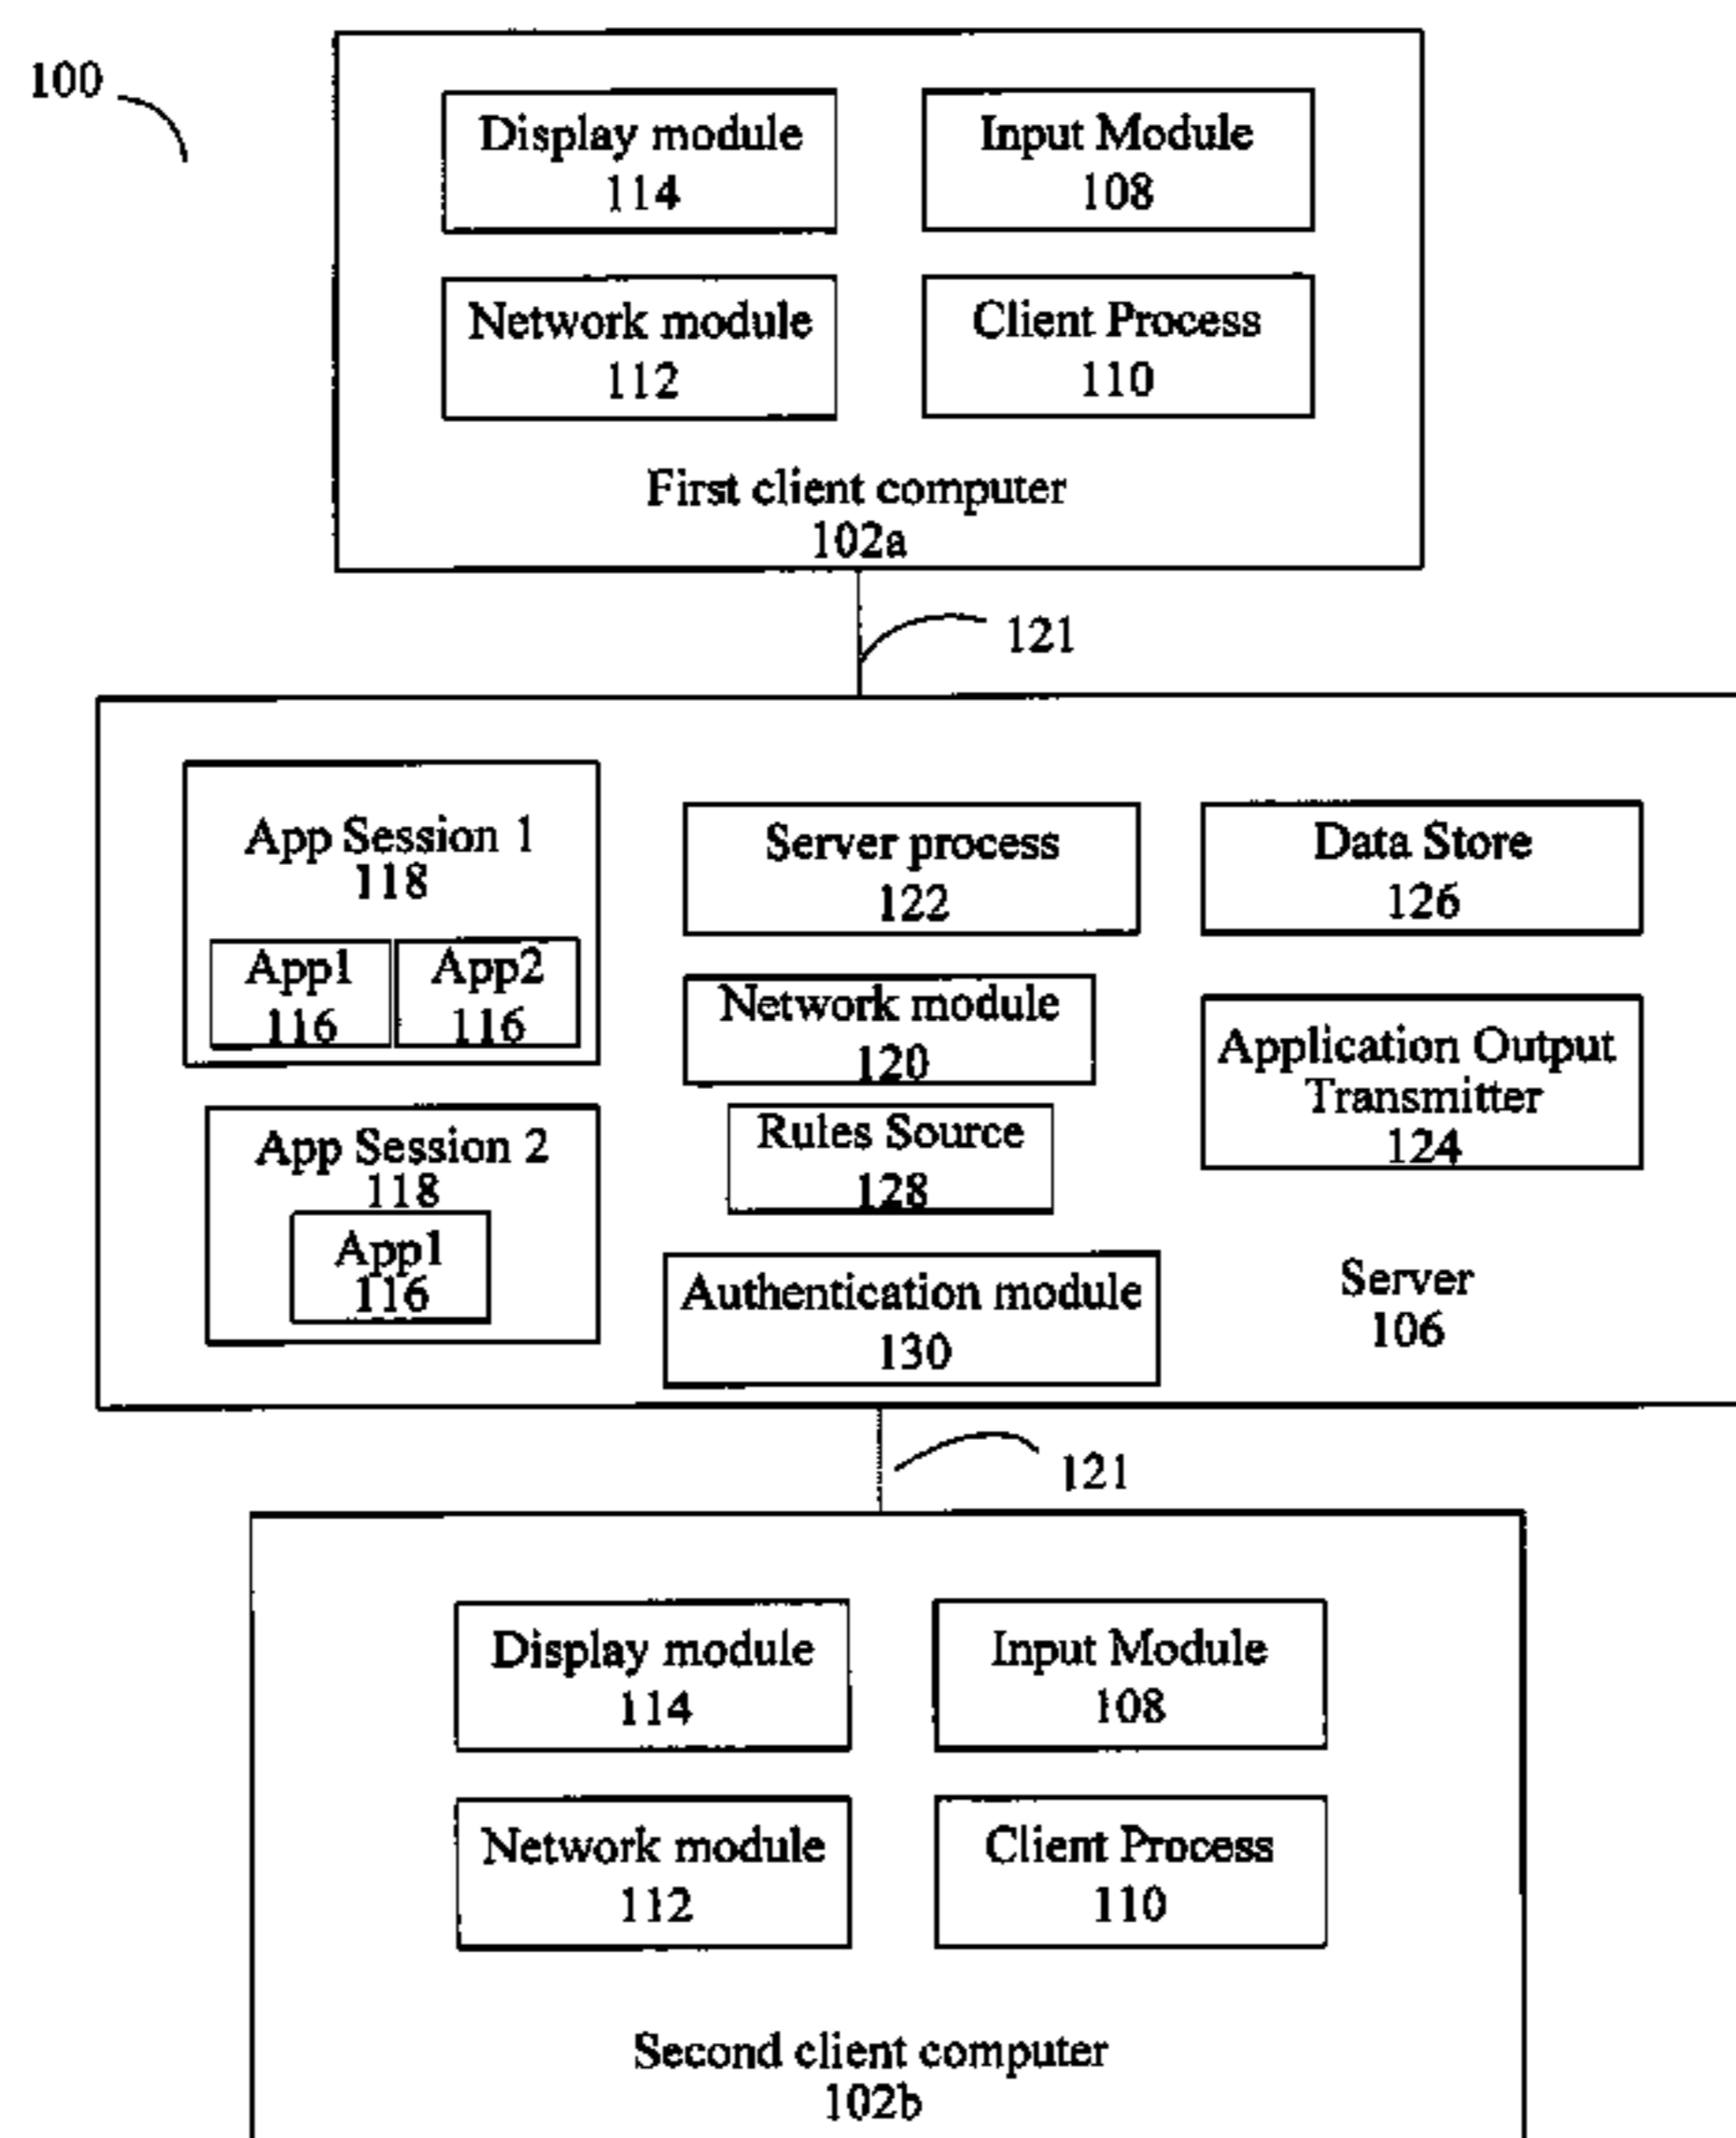 100
Display module
114
Input Module
108
Network module
112
Client Process
110
First client computer
102a
121
App Session 1
118
App1
116
App2
116
Server process
122
Data Store
126
Network module
120
Application Output
Transmitter
124
Rules Source
128
App Session 2
118
App1
116
Authentication module
130
Server
106
121
Display module
114
Input Module
108
Network module
112
Client Process
110
Second client computer
102b